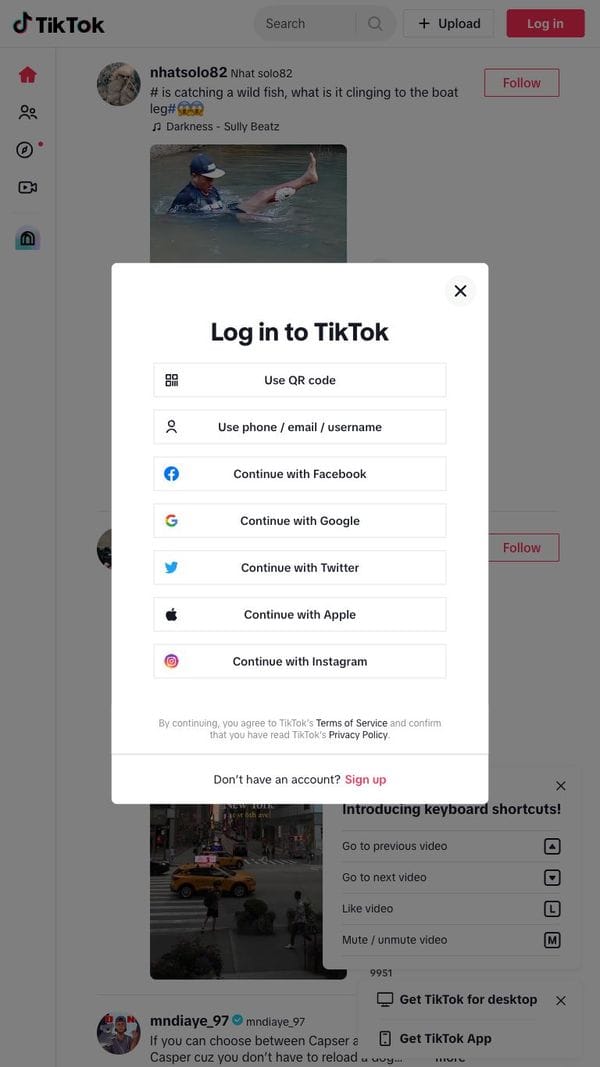 TikTok
Search
Upload
Log in
nhatsolo82 Nhat solo82
Follow
# is catching a wild fish, what is it clinging to the boat
leg#😱😱
♫ Darkness - Sully Beatz
Log in to TikTok
Use QR code
Use phone / email / username
Continue with Facebook
Continue with Google
Follow
Continue with Twitter
Continue with Apple
Continue with Instagram
By continuing, you agree to TikTok's Terms of Service and confirm
that you have read TikTok's Privacy Policy.
Don't have an account? Sign up
New York
Introducing keyboard shortcuts!
Go to previous video
Go to next video
Like video L
Mute / unmute video M
9951
Get TikTok for desktop
mndiaye_97 mndiaye_97
Get TikTok App
If you can choose between Capser a
Casper cuz you don't have to reload a dog... more